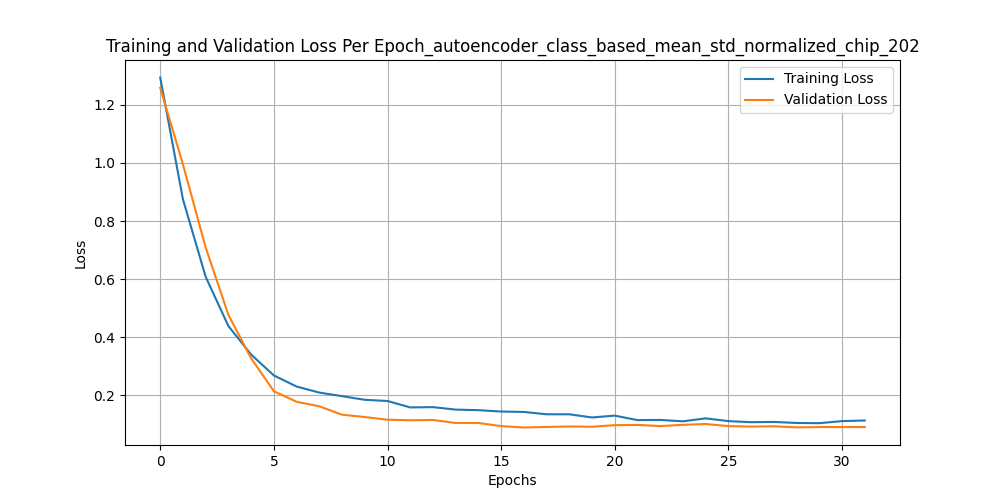 Training and Validation Loss Per Epoch_autoencoder_class_based_mean_std_normalized_chip_202
Training Loss
Validation Loss
Loss
1.2
1.0
0.8
0.6
0.4
0.2
0 5 10 15 20 25 30
Epochs